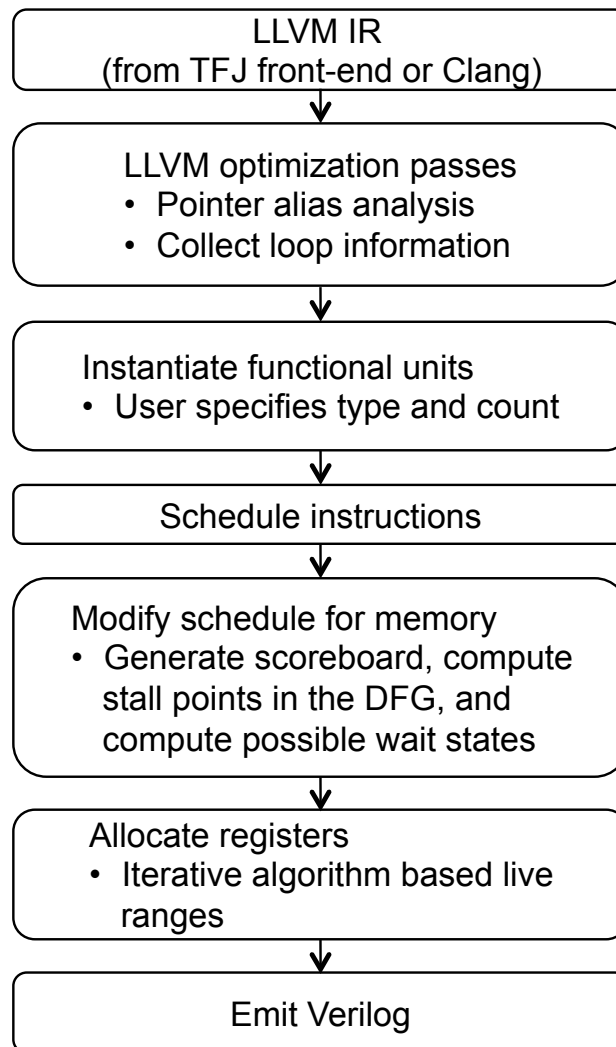 LLVM IR
(from TFJ front-end or Clang)
LLVM optimization passes
• Pointer alias analysis
• Collect loop information
Instantiate functional units
• User specifies type and count
Schedule instructions
Modify schedule for memory
• Generate scoreboard, compute
stall points in the DFG, and
compute possible wait states
Allocate registers
• Iterative algorithm based live
ranges
Emit Verilog